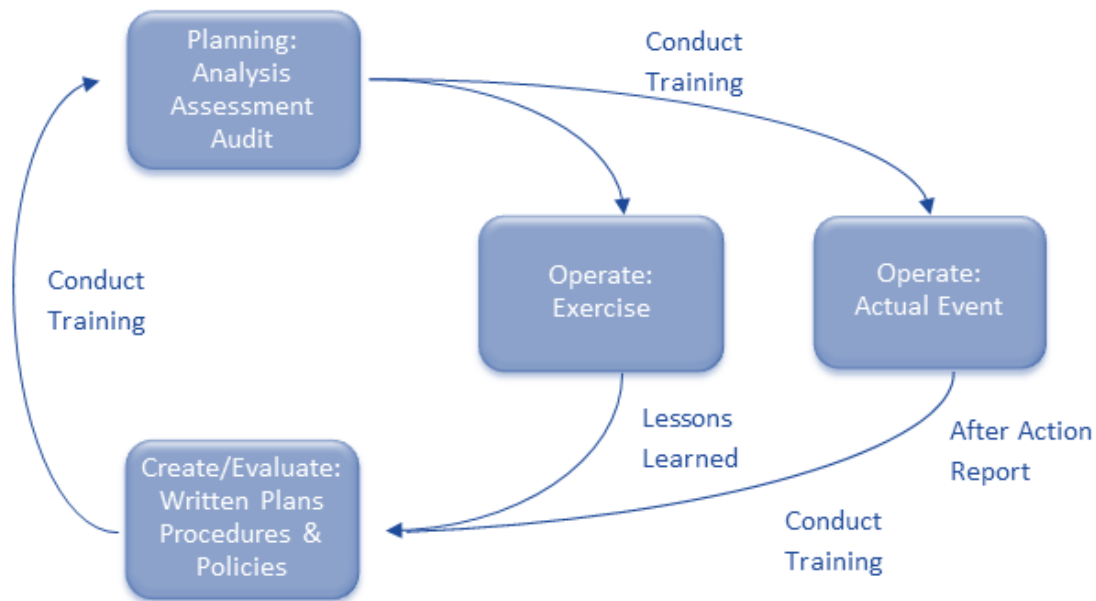 Planning:
Analysis
Assessment
Audit
Conduct
Training
Operate:
Exercise
Operate:
Actual Event
Conduct
Training
Lessons
Learned
After Action
Report
Create/Evaluate:
Written Plans
Procedures &
Policies
Conduct
Training